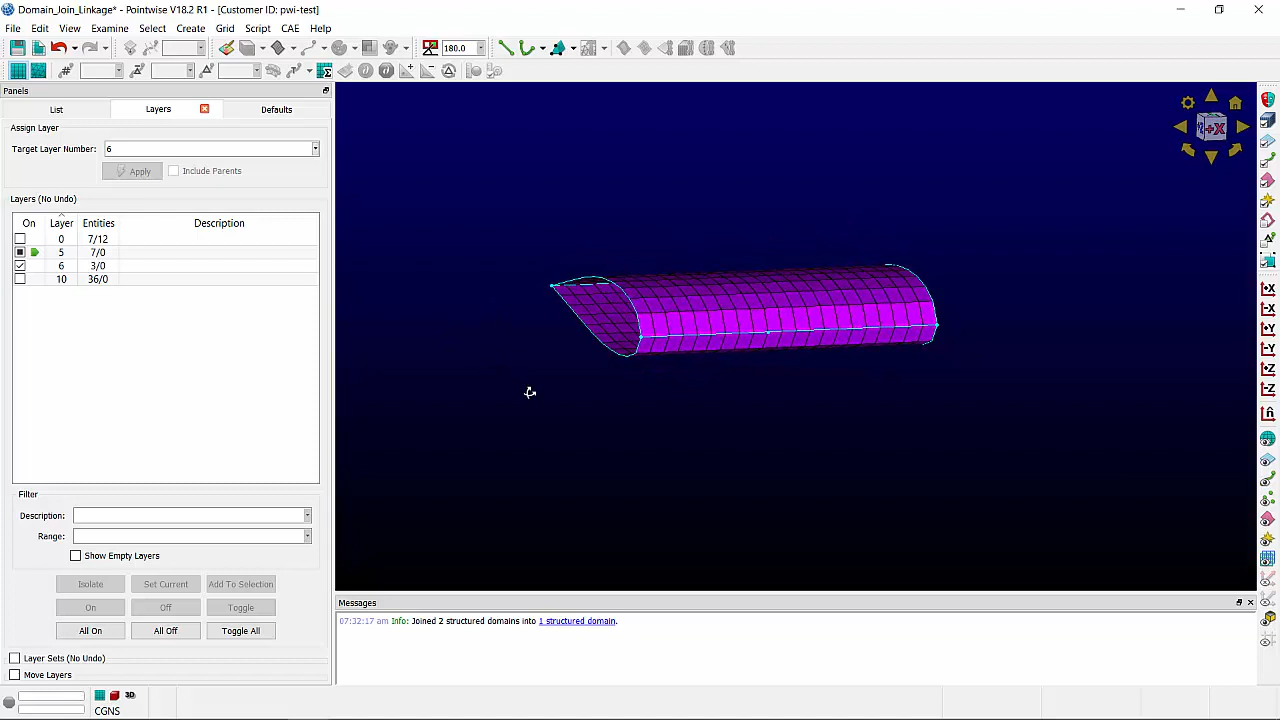 Domain_Join_Linkage* - Pointwise V18.2 R1 - [Customer ID: pwi-test]
File Edit View Examine Select Create Grid Script CAE Help
180.0
Panels
List Layers Defaults
Assign Layer
Target Layer Number: 6
Apply Include Parents
Layers (No Undo)
On Layer Entities Description
0 7/12
5 7/0
6 3/0
10 36/0
Filter
Description:
Range:
Show Empty Layers
Isolate Set Current Add To Selection
On Off Toggle
All On All Off Toggle All
Layer Sets (No Undo)
Move Layers
3D
CGNS
+X
+X
-X
+Y
-Y
+Z
-Z
n
Messages
07:32:17 am Info: Joined 2 structured domains into 1 structured domain.